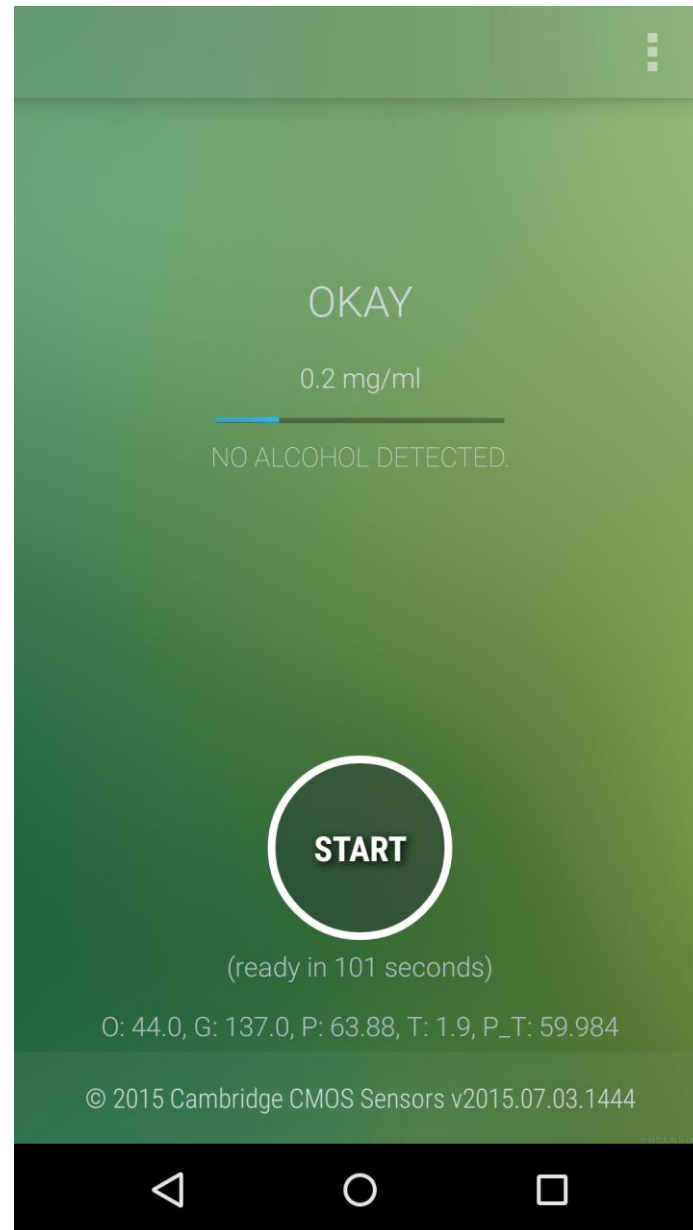 OKAY
0.2 mg/ml
NO ALCOHOL DETECTED.
START
(ready in 101 seconds)
O: 44.0, G: 137.0, P: 63.88, T: 1.9, P_T: 59.984
© 2015 Cambridge CMOS Sensors v2015.07.03.1444